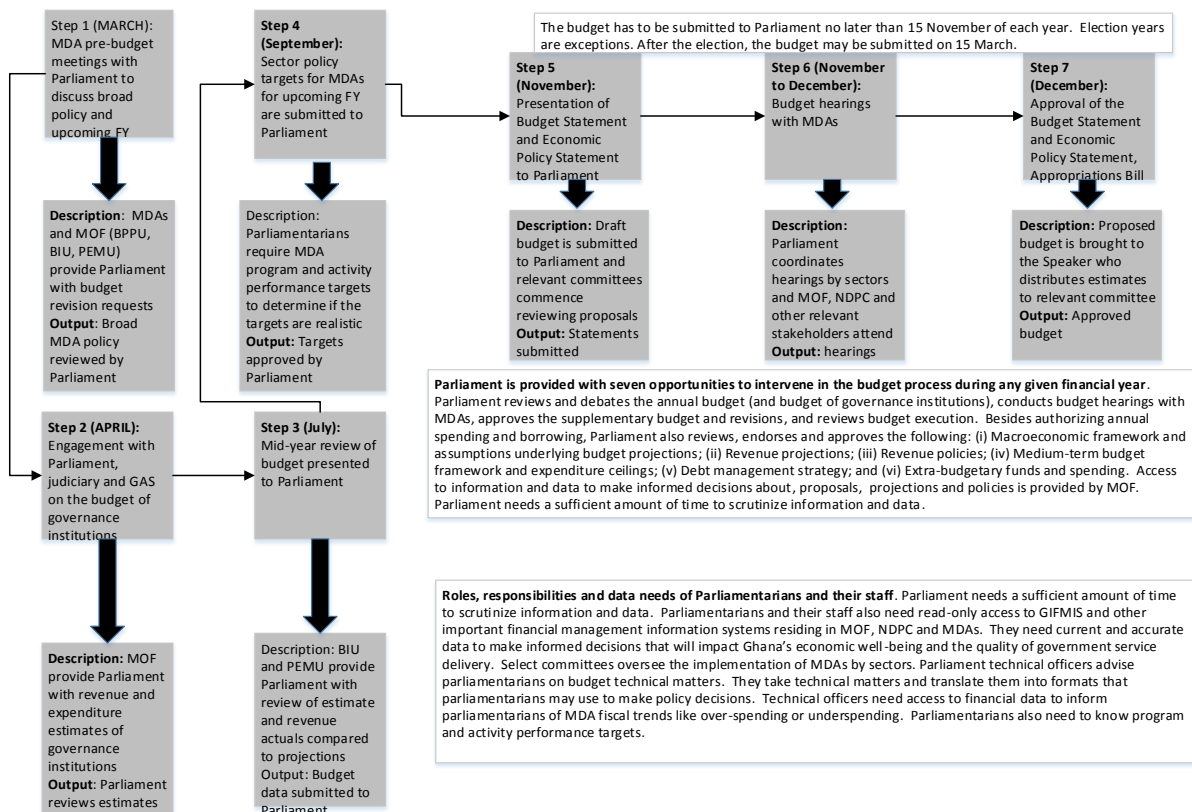 Step 1 (MARCH):
MDA pre-budget
meetings with
Parliament to
discuss broad
policy and
upcoming FY
Description: MDAs
and MOF (BPPU,
BIU, PEMU)
provide Parliament
with budget
revision requests
Output: Broad
MDA policy
reviewed by
Parliament
Step 2 (APRIL):
Engagement with
Parliament,
judiciary and GAS
on the budget of
governance
institutions
Description: MOF
provide Parliament
with revenue and
expenditure
estimates of
governance
institutions
Output: Parliament
reviews estimates
Step 3 (July):
Mid-year review of
budget presented
to Parliament
Description: BIU
and PEMU provide
Parliament with
review of estimate
and revenue
actuals compared
to projections
Output: Budget
data submitted to
Parliament
Step 4
(September):
Sector policy
targets for MDAs
for upcoming FY
are submitted to
Parliament
Description:
Parliamentarians
require MDA
program and activity
performance targets
to determine if the
targets are realistic
Output: Targets
approved by
Parliament
The budget has to be submitted to Parliament no later than 15 November of each year. Election years
are exceptions. After the election, the budget may be submitted on 15 March.
Step 5
(November):
Presentation of
Budget Statement
and Economic
Policy Statement
to Parliament
Description: Draft
budget is submitted
to Parliament and
relevant committees
commence
reviewing proposals
Output: Statements
submitted
Step 6 (November
to December):
Budget hearings
with MDAs
Description:
Parliament
coordinates
hearings by sectors
and MOF, NDPC and
other relevant
stakeholders attend
Output: hearings
Step 7
(December):
Approval of the
Budget Statement
and Economic
Policy Statement,
Appropriations Bill
Description: Proposed
budget is brought to
the Speaker who
distributes estimates
to relevant committee
Output: Approved
budget
Parliament is provided with seven opportunities to intervene in the budget process during any given financial year.
Parliament reviews and debates the annual budget (and budget of governance institutions), conducts budget hearings with
MDAs, approves the supplementary budget and revisions, and reviews budget execution. Besides authorizing annual
spending and borrowing, Parliament also reviews, endorses and approves the following: (i) Macroeconomic framework and
assumptions underlying budget projections; (ii) Revenue projections; (iii) Revenue policies; (iv) Medium-term budget
framework and expenditure ceilings; (v) Debt management strategy; and (vi) Extra-budgetary funds and spending. Access
to information and data to make informed decisions about, proposals, projections and policies is provided by MOF.
Parliament needs a sufficient amount of time to scrutinize information and data.
Roles, responsibilities and data needs of Parliamentarians and their staff. Parliament needs a sufficient amount of time
to scrutinize information and data. Parliamentarians and their staff also need read-only access to GIFMIS and other
important financial management information systems residing in MOF, NDPC and MDAs. They need current and accurate
data to make informed decisions that will impact Ghana's economic well-being and the quality of government service
delivery. Select committees oversee the implementation of MDAs by sectors. Parliament technical officers advise
parliamentarians on budget technical matters. They take technical matters and translate them into formats that
parliamentarians may use to make policy decisions. Technical officers need access to financial data to inform
parliamentarians of MDA fiscal trends like over-spending or underspending. Parliamentarians also need to know program
and activity performance targets.